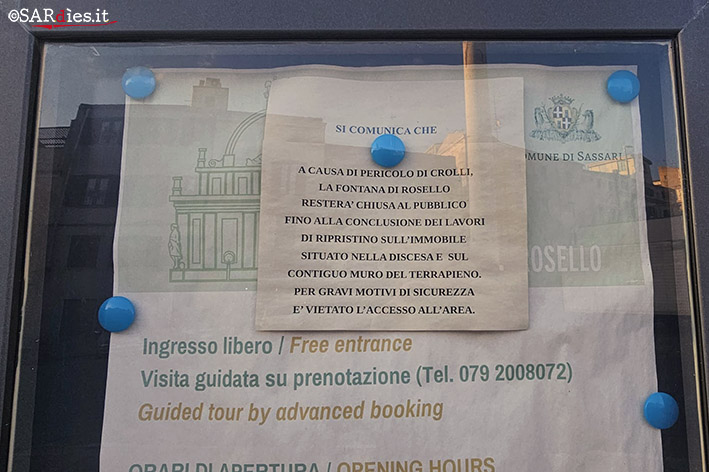 ©SARdies.it
SI COMUNICA CHE
A CAUSA DI PERICOLO DI CROLLI,
LA FONTANA DI ROSELLO
RESTERA' CHIUSA AL PUBBLICO
FINO ALLA CONCLUSIONE DEI LAVORI
DI RIPRISTINO SULL'IMMOBILE
SITUATO NELLA DISCESA E SUL
CONTIGUO MURO DEL TERRAPIENO.
PER GRAVI MOTIVI DI SICUREZZA
E' VIETATO L'ACCESSO ALL'AREA.
OMUNE DI SASSARI
ROSELLO
Ingresso libero / Free entrance
Visita guidata su prenotazione (Tel. 079 2008072)
Guided tour by advanced booking
ORARI DI APERTURA / OPENING HOURS